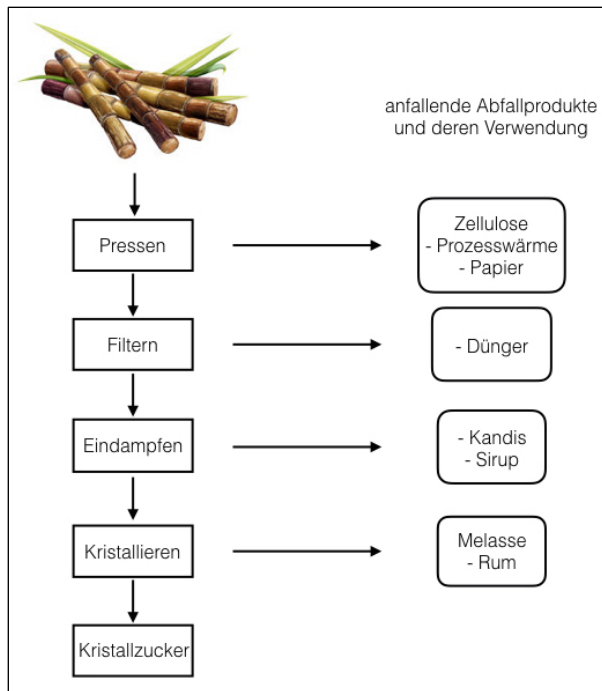 anfallende Abfallprodukte
und deren Verwendung
Pressen
Zellulose
- Prozesswärme
- Papier
Filtern
- Dünger
Eindampfen
- Kandis
- Sirup
Kristallieren
Melasse
- Rum
Kristallzucker